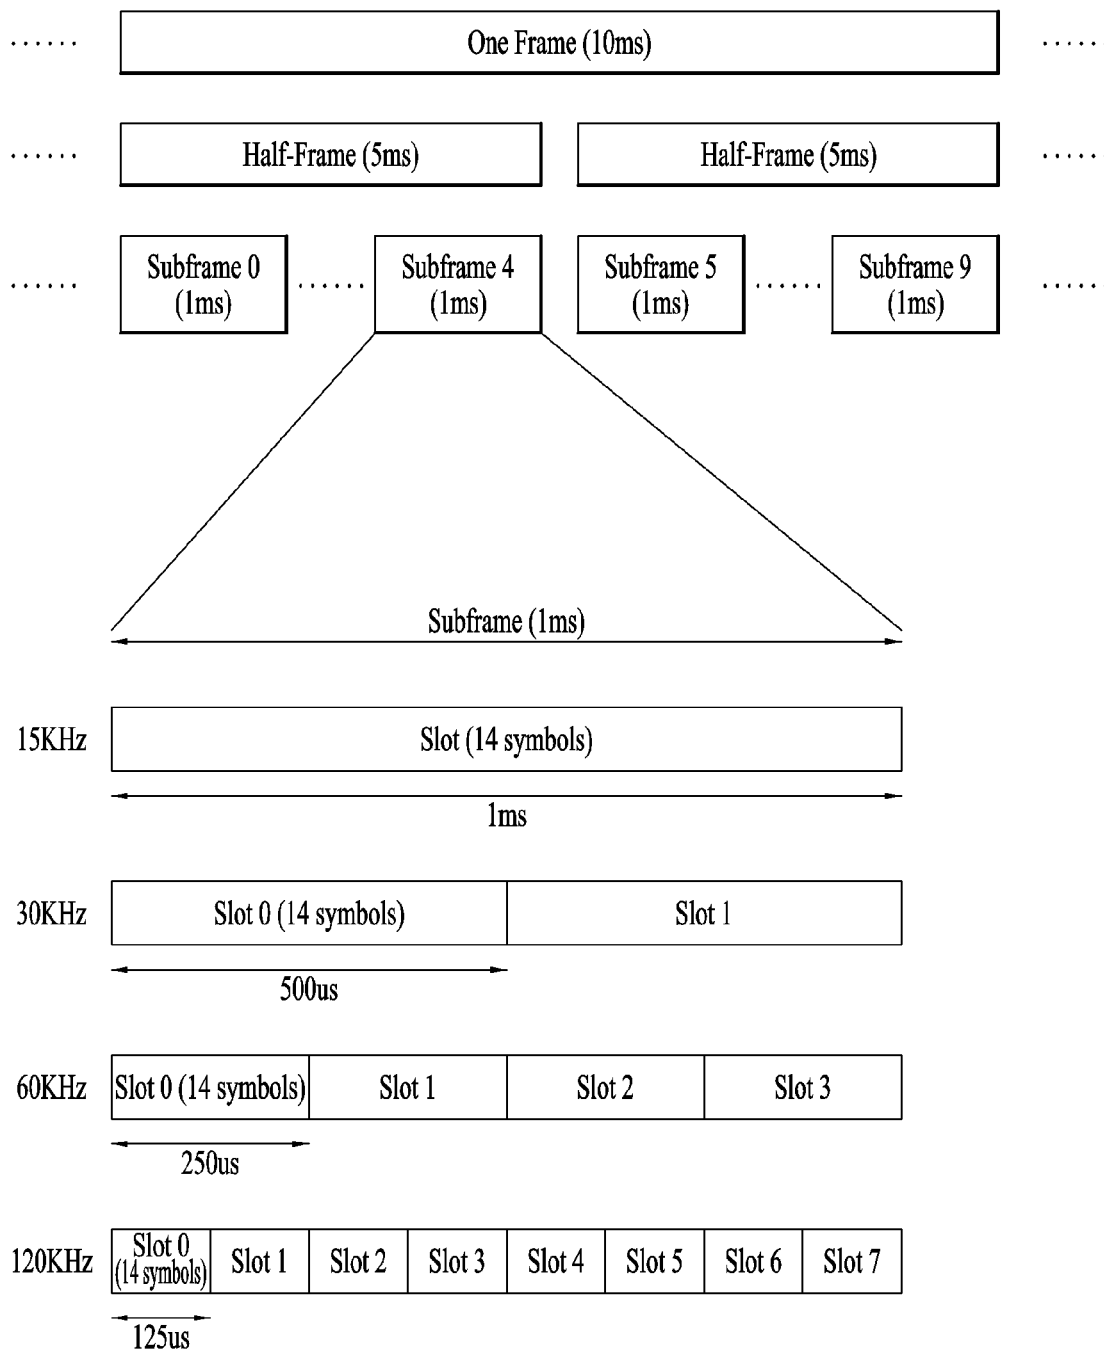 ...... One Frame (10ms) .....
...... Half-Frame (5ms) Half-Frame (5ms) .....
Subframe 0 Subframe 4 Subframe 5 Subframe 9
...... (1ms) ...... (1ms) (1ms) ...... (1ms) .....
Subframe (1ms)
15KHz Slot (14 symbols)
1ms
30KHz Slot 0 (14 symbols) Slot 1
500us
60KHz Slot 0 (14 symbols) Slot 1 Slot 2 Slot 3
250us
120KHz Slot 0 (14 symbols) Slot 1 Slot 2 Slot 3 Slot 4 Slot 5 Slot 6 Slot 7
125us